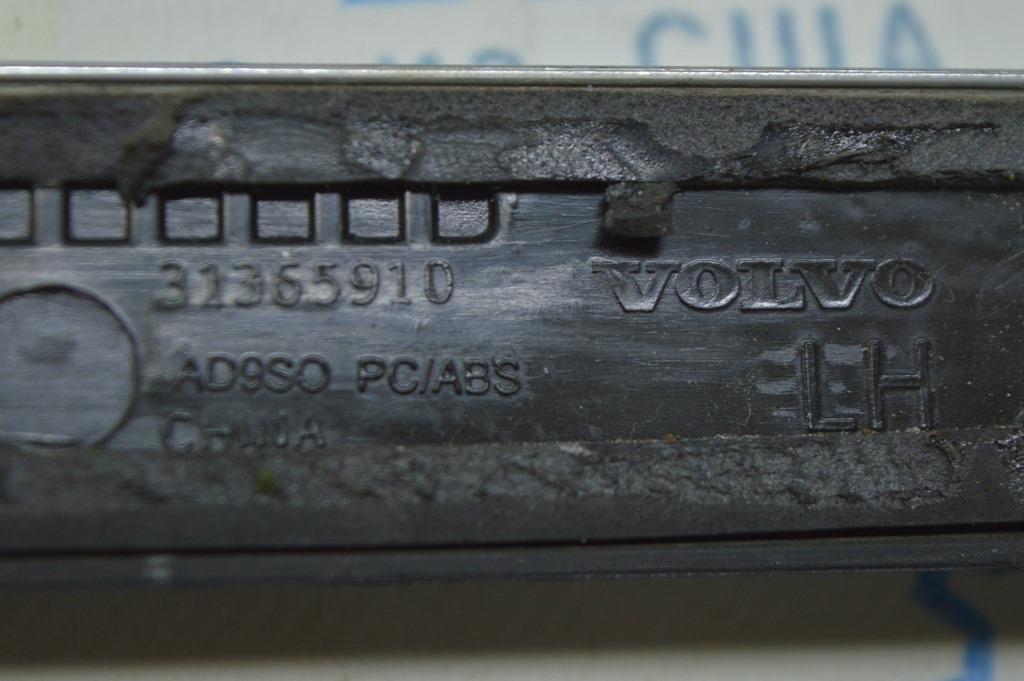 31365910
VOLVO
AD9SO PC/ABS
LH
CHINA